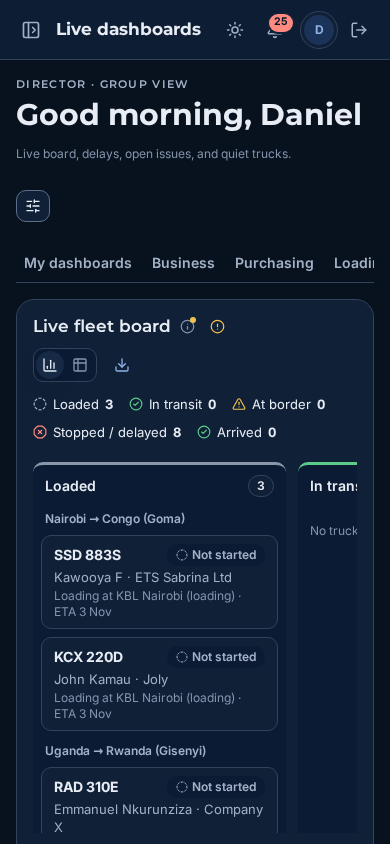 Live dashboards
25
D
DIRECTOR · GROUP VIEW
Good morning, Daniel
Live board, delays, open issues, and quiet trucks.
My dashboards Business Purchasing Loadin
Live fleet board
Loaded 3 In transit 0 At border 0
Stopped / delayed 8 Arrived 0
Loaded 3
In trans
No truck
Nairobi → Congo (Goma)
SSD 883S Not started
Kawooya F · ETS Sabrina Ltd
Loading at KBL Nairobi (loading) ·
ETA 3 Nov
KCX 220D Not started
John Kamau · Joly
Loading at KBL Nairobi (loading) ·
ETA 3 Nov
Uganda → Rwanda (Gisenyi)
RAD 310E Not started
Emmanuel Nkurunziza · Company
X